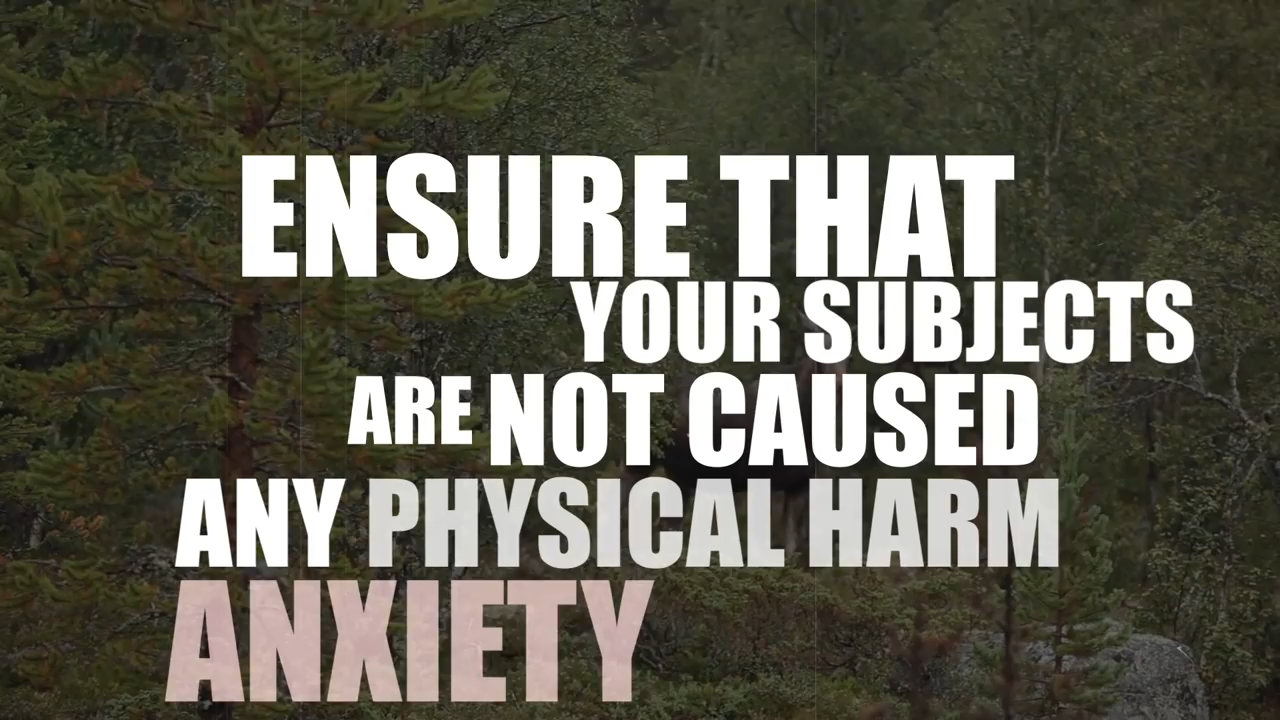 ENSURE THAT
YOUR SUBJECTS
ARE NOT CAUSED
ANY PHYSICAL HARM
ANXIETY